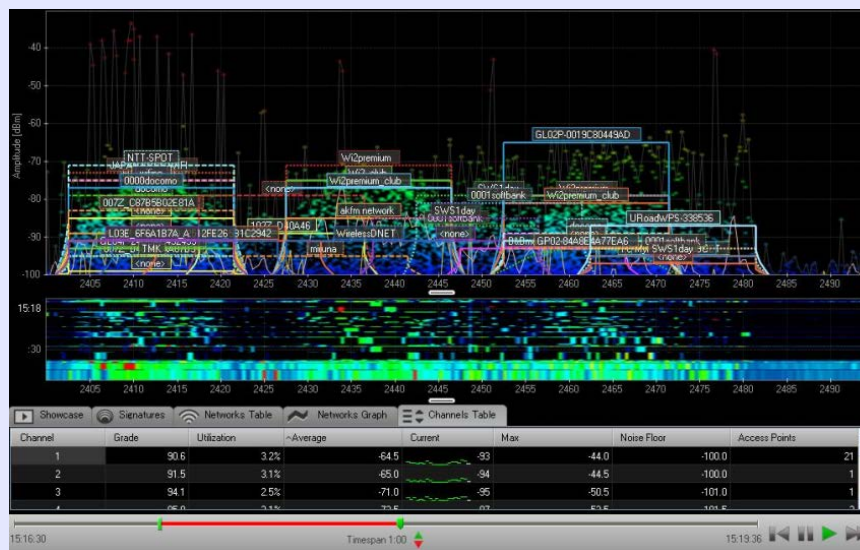 -40
-50
-60
-70
-80
-90
-100
Amplitude [dBm]
NTT-SPOT
0000docomo
docomo
007Z_C87B5B02E81A
<none>
L03E_6F6A1B7A_A
<none>
<none>
Wi2premium
Wi2premium_club
akfm network
WirelessDNET
miuna
SWS1day
0001softbank
SWS1day
GL02P-0019C80449AD
Wi2premium
Wi2premium_club
URoadWPS-338536
GP02-84A8E4A77EA6
0001softbank
SWS1day
<none>
2405 2410 2415 2420 2425 2430 2435 2440 2445 2450 2455 2460 2465 2470 2475 2480 2485 2490
15:18
:30
2405 2410 2415 2420 2425 2430 2435 2440 2445 2450 2455 2460 2465 2470 2475 2480 2485 2490
Showcase Signatures Networks Table Networks Graph Channels Table
Channel Grade Utilization Average Current Max Noise Floor Access Points
1 90.6 3.2% -64.5 -93 -44.0 -100.0 21
2 91.5 3.1% -65.0 -94 -44.5 -100.0 1
3 94.1 2.5% -71.0 -95 -50.5 -101.0 1
15:16:30 Timespan 1:00 15:19:36